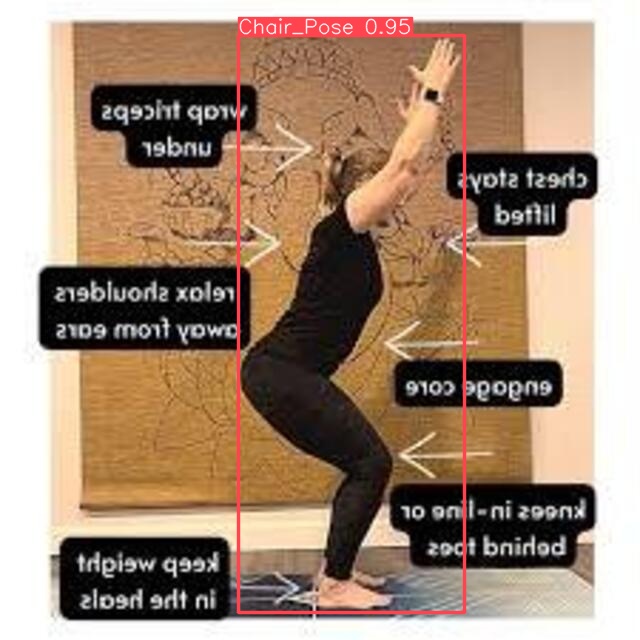 Chair_Pose 0.95
wrap triceps
under
chest stays
lifted
relax shoulders
away from ears
engage core
knees in-line or
behind toes
keep weight
in the heals